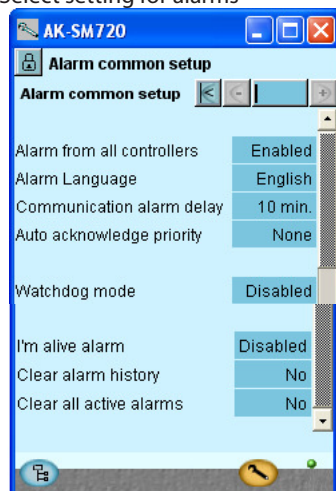 Select setting for alarms
AK-SM720
Alarm common setup
Alarm common setup
Alarm from all controllers Enabled
Alarm Language English
Communication alarm delay 10 min.
Auto acknowledge priority None
Watchdog mode Disabled
I'm alive alarm Disabled
Clear alarm history No
Clear all active alarms No